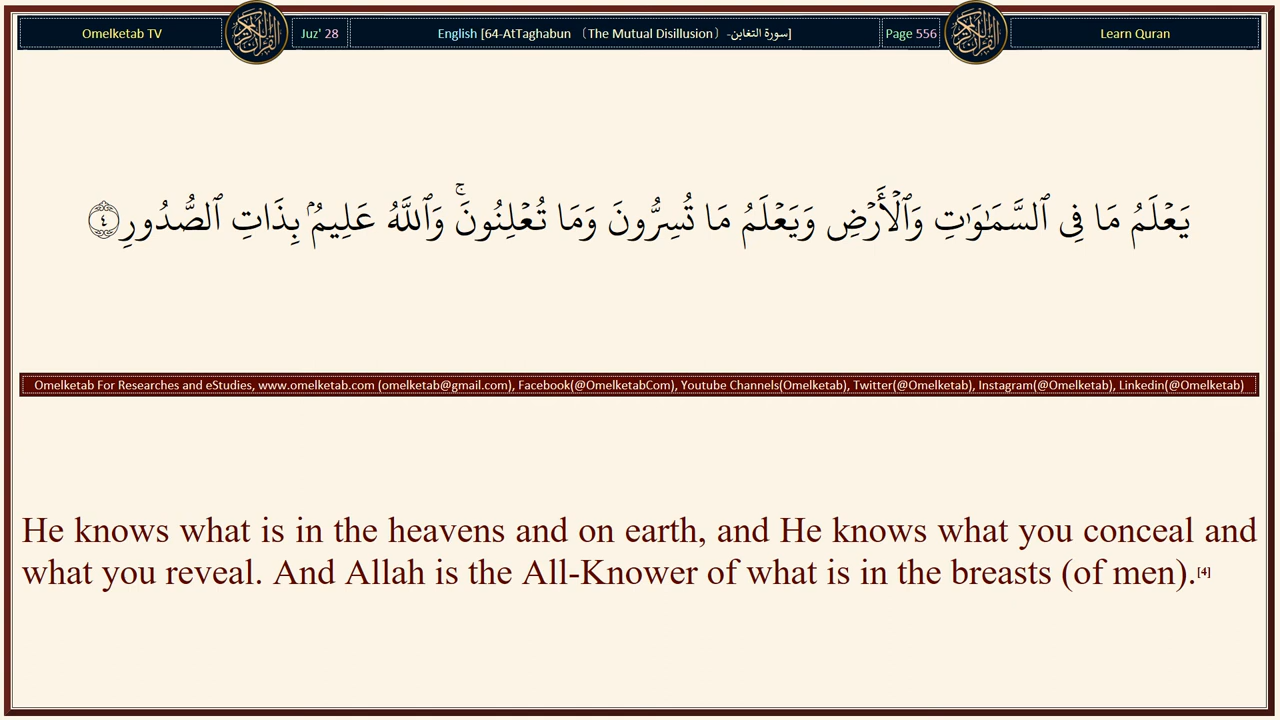 Omelketab TV
Juz' 28
English [64-AtTaghabun （The Mutual Disillusion） -سورة التغابن]
Page 556
Learn Quran
يَعْلَمُ مَا فِى ٱلسَّمَٰوَٰتِ وَٱلْأَرْضِ وَيَعْلَمُ مَا تُسِرُّونَ وَمَا تُعْلِنُونَ ۚ وَٱللَّهُ عَلِيمٌۢ بِذَاتِ ٱلصُّدُورِ ٤
Omelketab For Researches and eStudies, www.omelketab.com (omelketab@gmail.com), Facebook(@OmelketabCom), Youtube Channels(Omelketab), Twitter(@Omelketab), Instagram(@Omelketab), Linkedin(@Omelketab)
He knows what is in the heavens and on earth, and He knows what you conceal and
what you reveal. And Allah is the All-Knower of what is in the breasts (of men).[4]